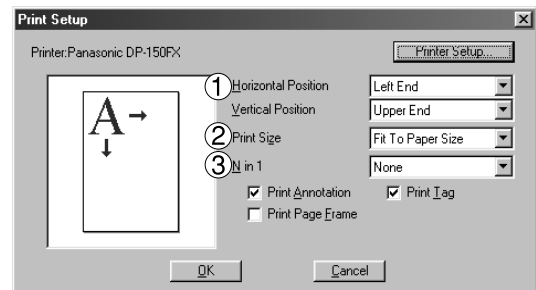 Print Setup
Printer:Panasonic DP-150FX
Printer Setup...
① Horizontal Position Left End
Vertical Position Upper End
② Print Size Fit To Paper Size
③ N in 1 None
Print Annotation Print Tag
Print Page Frame
A
OK Cancel